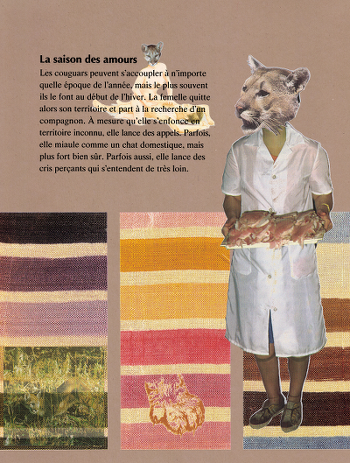 La saison des amours
Les couguars peuvent s'accoupler à n'importe
quelle époque de l'année, mais le plus souvent
ils le font au début de l'hiver. La femelle quitte
alors son territoire et part à la recherche d'un
compagnon. À mesure qu'elle s'enfonce en
territoire inconnu, elle lance des appels. Parfois,
elle miaule comme un chat domestique, mais
plus fort bien sûr. Parfois aussi, elle lance des
cris perçants qui s'entendent de très loin.